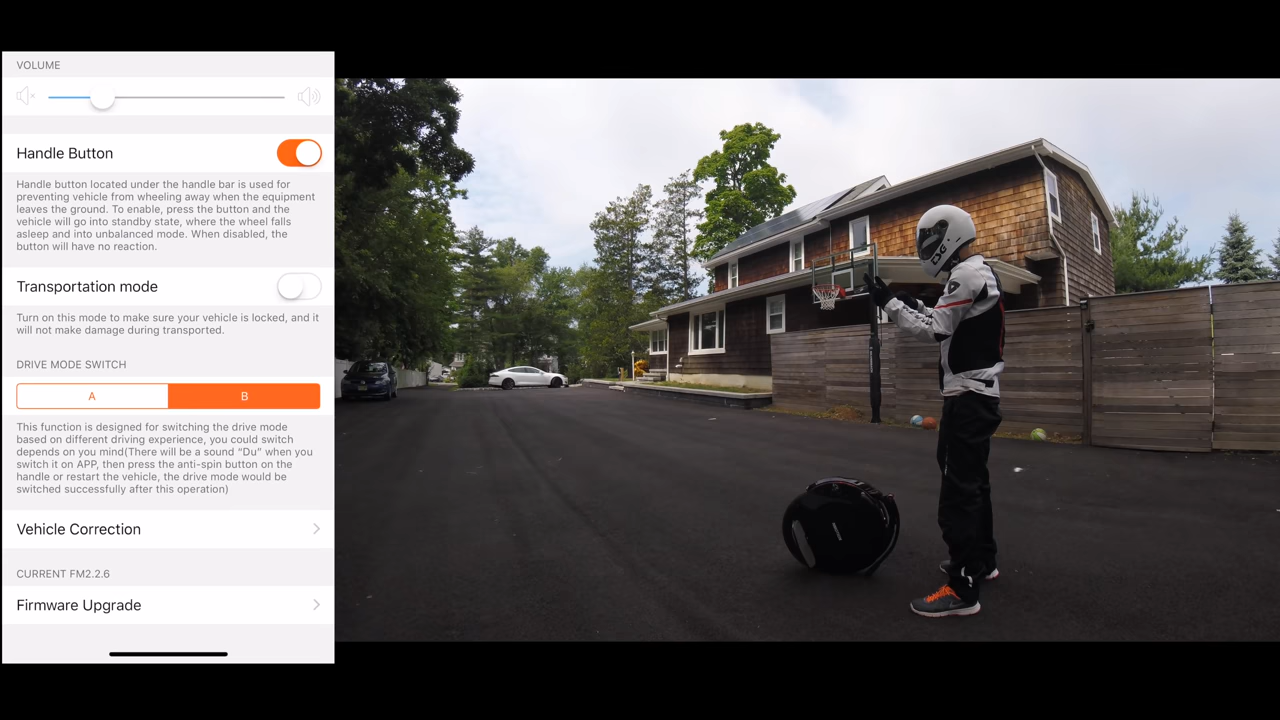 VOLUME
Handle Button
Handle button located under the handle bar is used for
preventing vehicle from wheeling away when the equipment
leaves the ground. To enable, press the button and the
vehicle will go into standby state, where the wheel falls
asleep and into unbalanced mode. When disabled, the
button will have no reaction.
Transportation mode
Turn on this mode to make sure your vehicle is locked, and it
will not make damage during transported.
DRIVE MODE SWITCH
A B
This function is designed for switching the drive mode
based on different driving experience, you could switch
depends on you mind(There will be a sound “Du” when you
switch it on APP, then press the anti-spin button on the
handle or restart the vehicle, the drive mode would be
switched successfully after this operation)
Vehicle Correction
CURRENT FM2.2.6
Firmware Upgrade